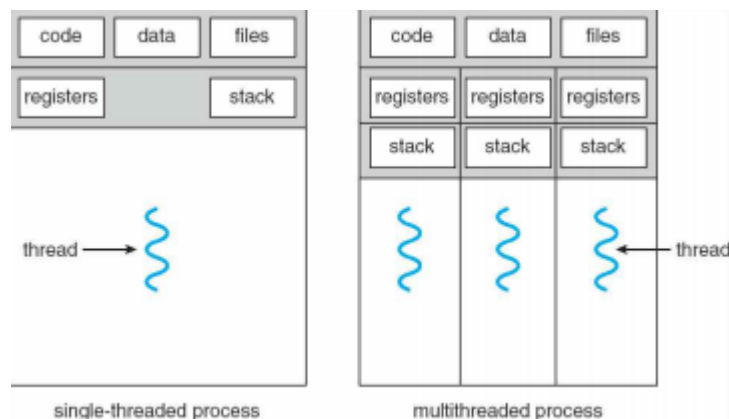 code data files
registers stack
thread
single-threaded process
code data files
registers registers registers
stack stack stack
thread
multithreaded process